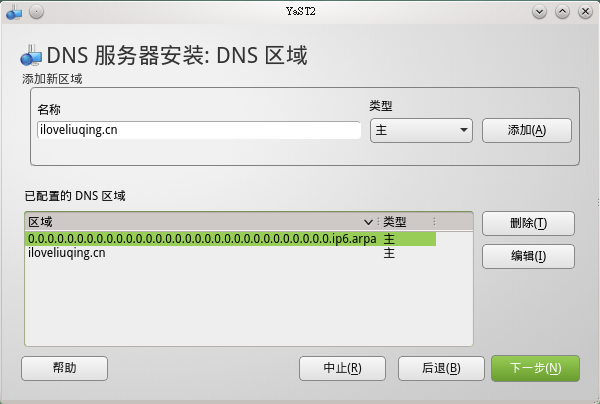 YaST2
DNS 服务器安装: DNS 区域
添加新区域
名称
类型
iloveliuqing.cn
主
添加(A)
已配置的 DNS 区域
区域 类型
0.0.0.0.0.0.0.0.0.0.0.0.0.0.0.0.0.0.0.0.0.0.0.0.0.0.0.0.0.0.0.ip6.arpa 主
iloveliuqing.cn 主
删除(T)
编辑(I)
帮助
中止(R)
后退(B)
下一步(N)